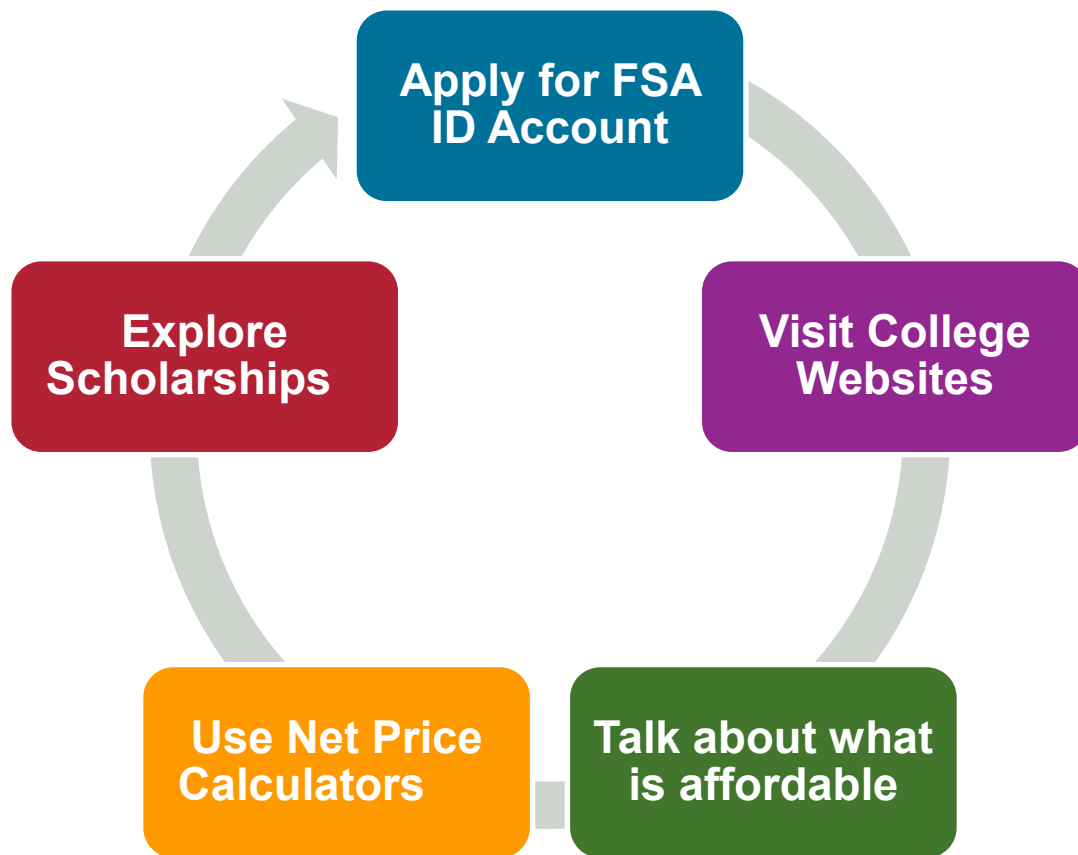 Apply for FSA
ID Account
Visit College
Websites
Talk about what
is affordable
Use Net Price
Calculators
Explore
Scholarships